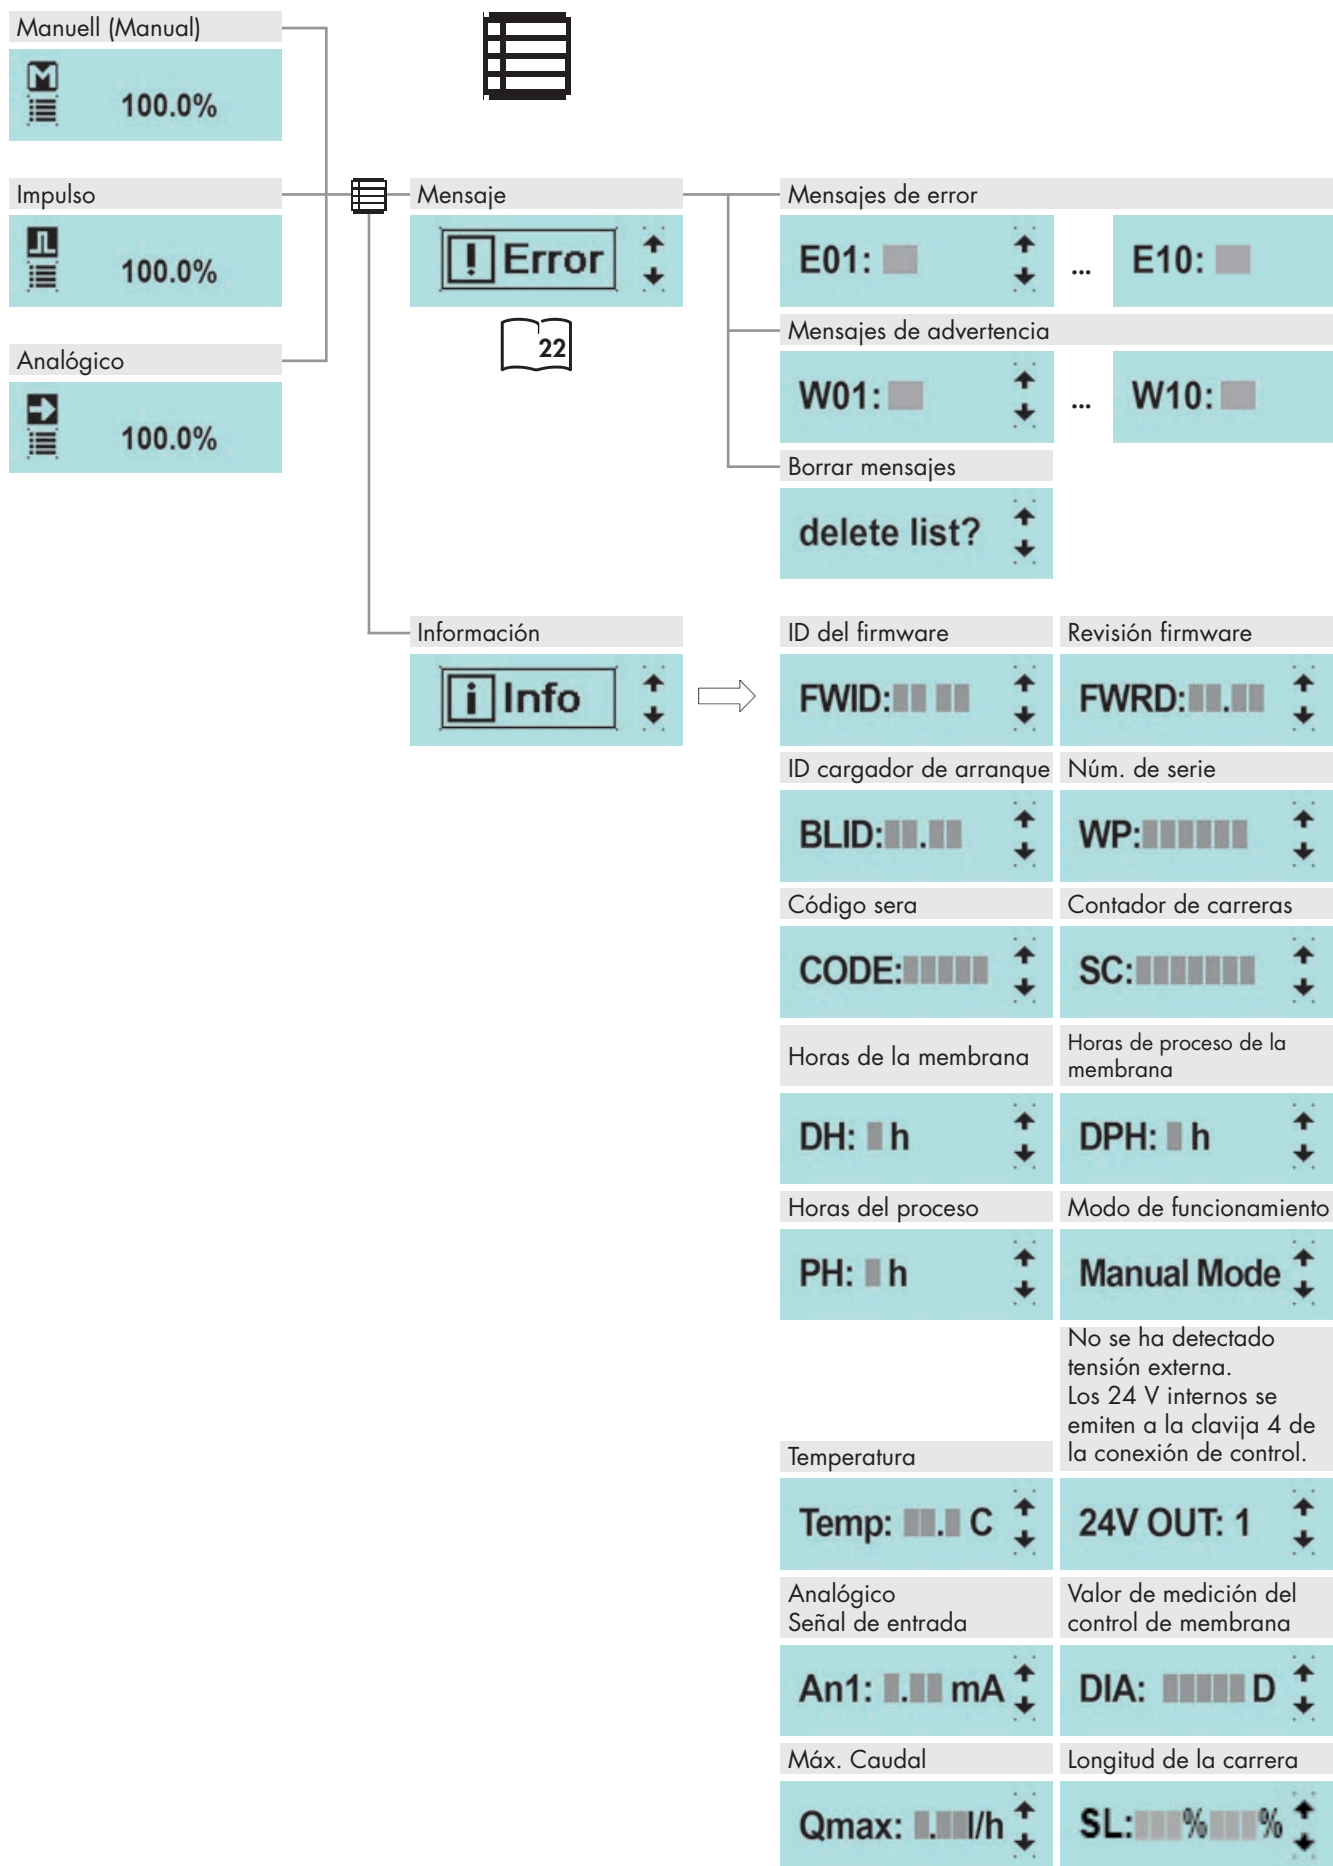 Manuell (Manual)
100.0%
Impulso
100.0%
Analógico
100.0%
Mensaje
! Error
22
Mensajes de error
E01:
...
E10:
Mensajes de advertencia
W01:
...
W10:
Borrar mensajes
delete list?
Información
i Info
ID del firmware
Revisión firmware
FWID:
FWRD: .
ID cargador de arranque
Núm. de serie
BLID: .
WP:
Código sera
Contador de carreras
CODE:
SC:
Horas de la membrana
Horas de proceso de la
membrana
DH: h
DPH: h
Horas del proceso
Modo de funcionamiento
PH: h
Manual Mode
No se ha detectado
tensión externa.
Los 24 V internos se
emiten a la clavija 4 de
la conexión de control.
Temperatura
Temp: . C
24V OUT: 1
Analógico
Señal de entrada
Valor de medición del
control de membrana
An1: . mA
DIA: D
Máx. Caudal
Longitud de la carrera
Qmax: . l/h
SL: % %